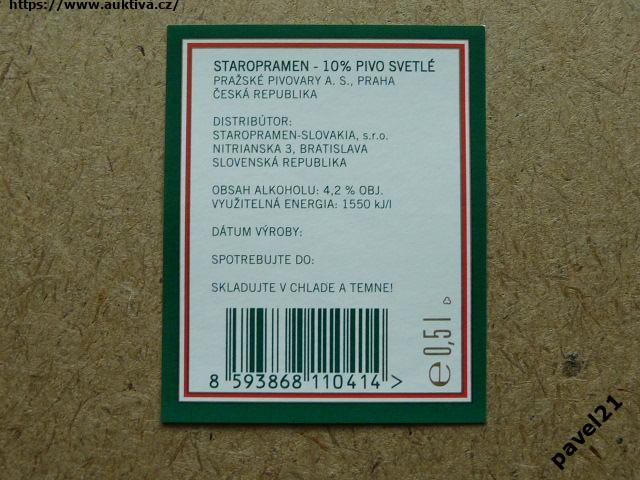 https://www.auktiva.cz/
STAROPRAMEN - 10% PIVO SVETLÉ
PRAŽSKÉ PIVOVARY A. S., PRAHA
ČESKÁ REPUBLIKA
DISTRIBÚTOR:
STAROPRAMEN-SLOVAKIA, s.r.o.
NITRIANSKA 3, BRATISLAVA
SLOVENSKÁ REPUBLIKA
OBSAH ALKOHOLU: 4,2 % OBJ.
VYUŽITELNÁ ENERGIA: 1550 kJ/l
DÁTUM VÝROBY:
SPOTREBUJTE DO:
SKLADUJTE V CHLADE A TEMNE!
8 593868 110414 >
℮ 0,5 l
pavel21